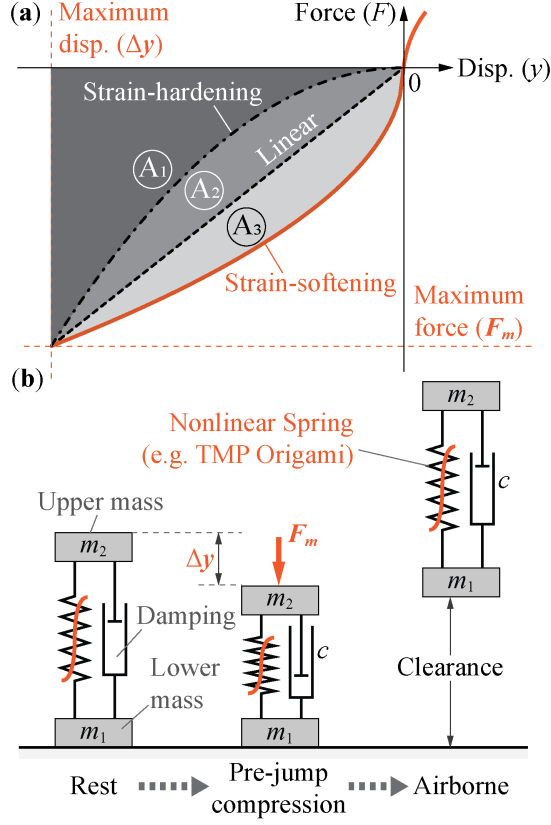 (a)
Maximum
disp. (Δy)
Force (F)
Disp. (y)
0
Strain-hardening
Linear
A1
A2
A3
Strain-softening
Maximum
force (Fm)
(b)
m2
Nonlinear Spring
(e.g. TMP Origami)
c
m1
Upper mass
m2
Δy
Fm
m2
Damping
c
Lower
mass
m1
m1
Clearance
Rest
Pre-jump
compression
Airborne